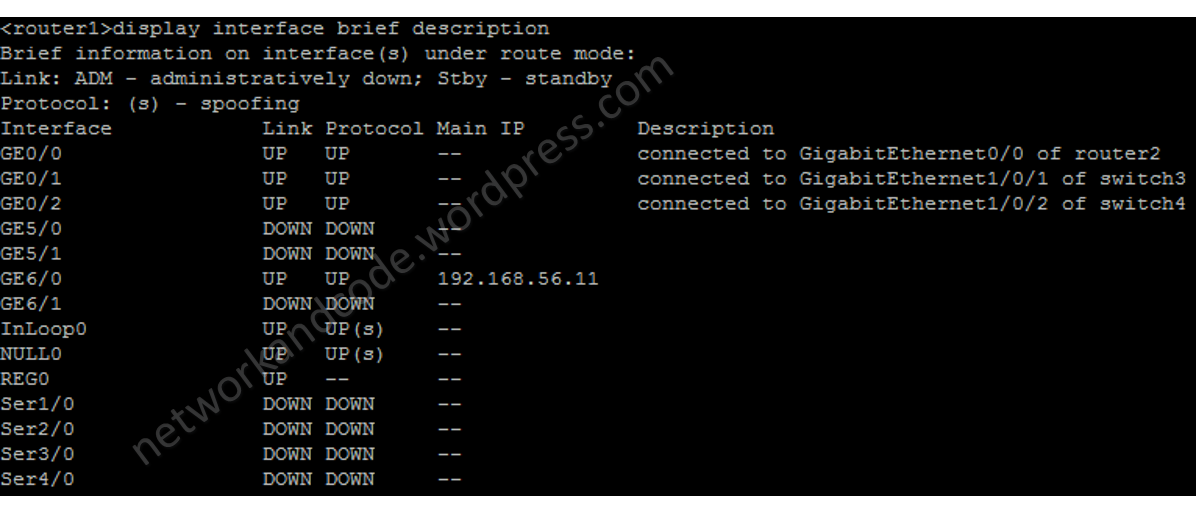 <router1>display interface brief description
Brief information on interface(s) under route mode:
Link: ADM - administratively down; Stby - standby
Protocol: (s) - spoofing
Interface            Link Protocol Main IP         Description
GE0/0                UP   UP       --              connected to GigabitEthernet0/0 of router2
GE0/1                UP   UP       --              connected to GigabitEthernet1/0/1 of switch3
GE0/2                UP   UP       --              connected to GigabitEthernet1/0/2 of switch4
GE5/0                DOWN DOWN     --
GE5/1                DOWN DOWN     --
GE6/0                UP   UP       192.168.56.11
GE6/1                DOWN DOWN     --
InLoop0              UP   UP(s)    --
NULL0                UP   UP(s)    --
REG0                 UP   --       --
Ser1/0               DOWN DOWN     --
Ser2/0               DOWN DOWN     --
Ser3/0               DOWN DOWN     --
Ser4/0               DOWN DOWN     --
networkandcode.wordpress.com